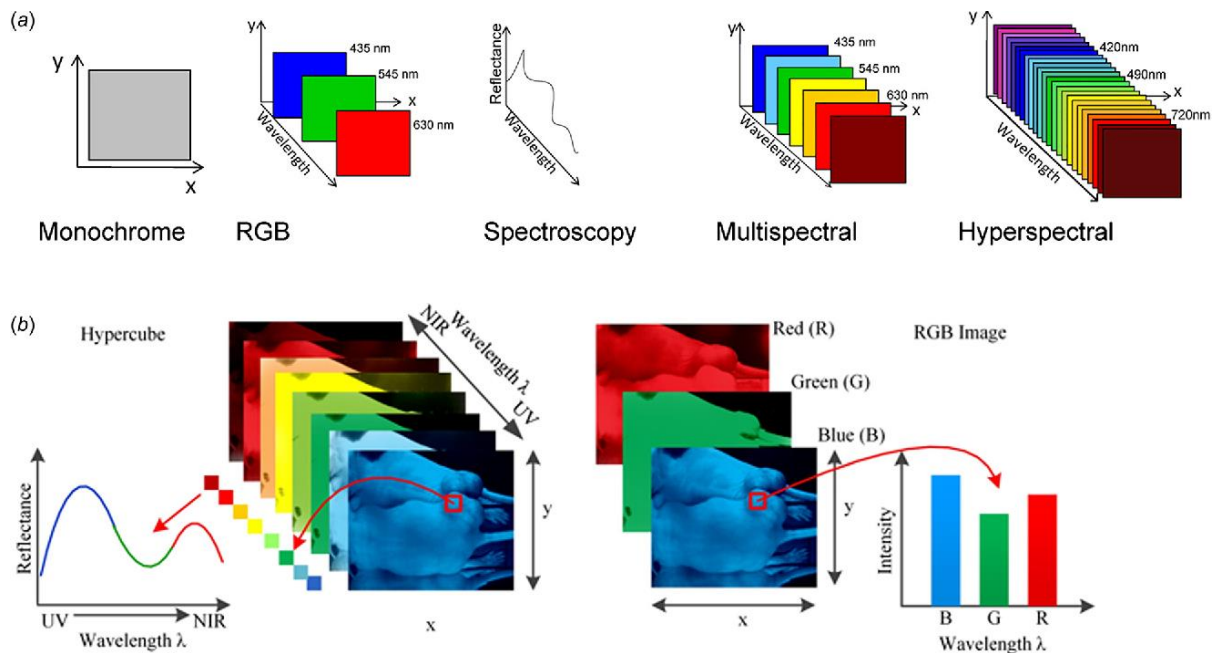 (a)
y
x
Monochrome
y
435 nm
545 nm
x
630 nm
Wavelength
RGB
Reflectance
Wavelength
Spectroscopy
y
435 nm
545 nm
630 nm
x
Wavelength
Multispectral
y
420nm
490nm
x
720nm
Wavelength
Hyperspectral
(b)
Hypercube
NIR
Wavelength λ
UV
y
x
Reflectance
UV
NIR
Wavelength λ
Red (R)
Green (G)
Blue (B)
y
x
RGB Image
Intensity
B
G
R
Wavelength λ